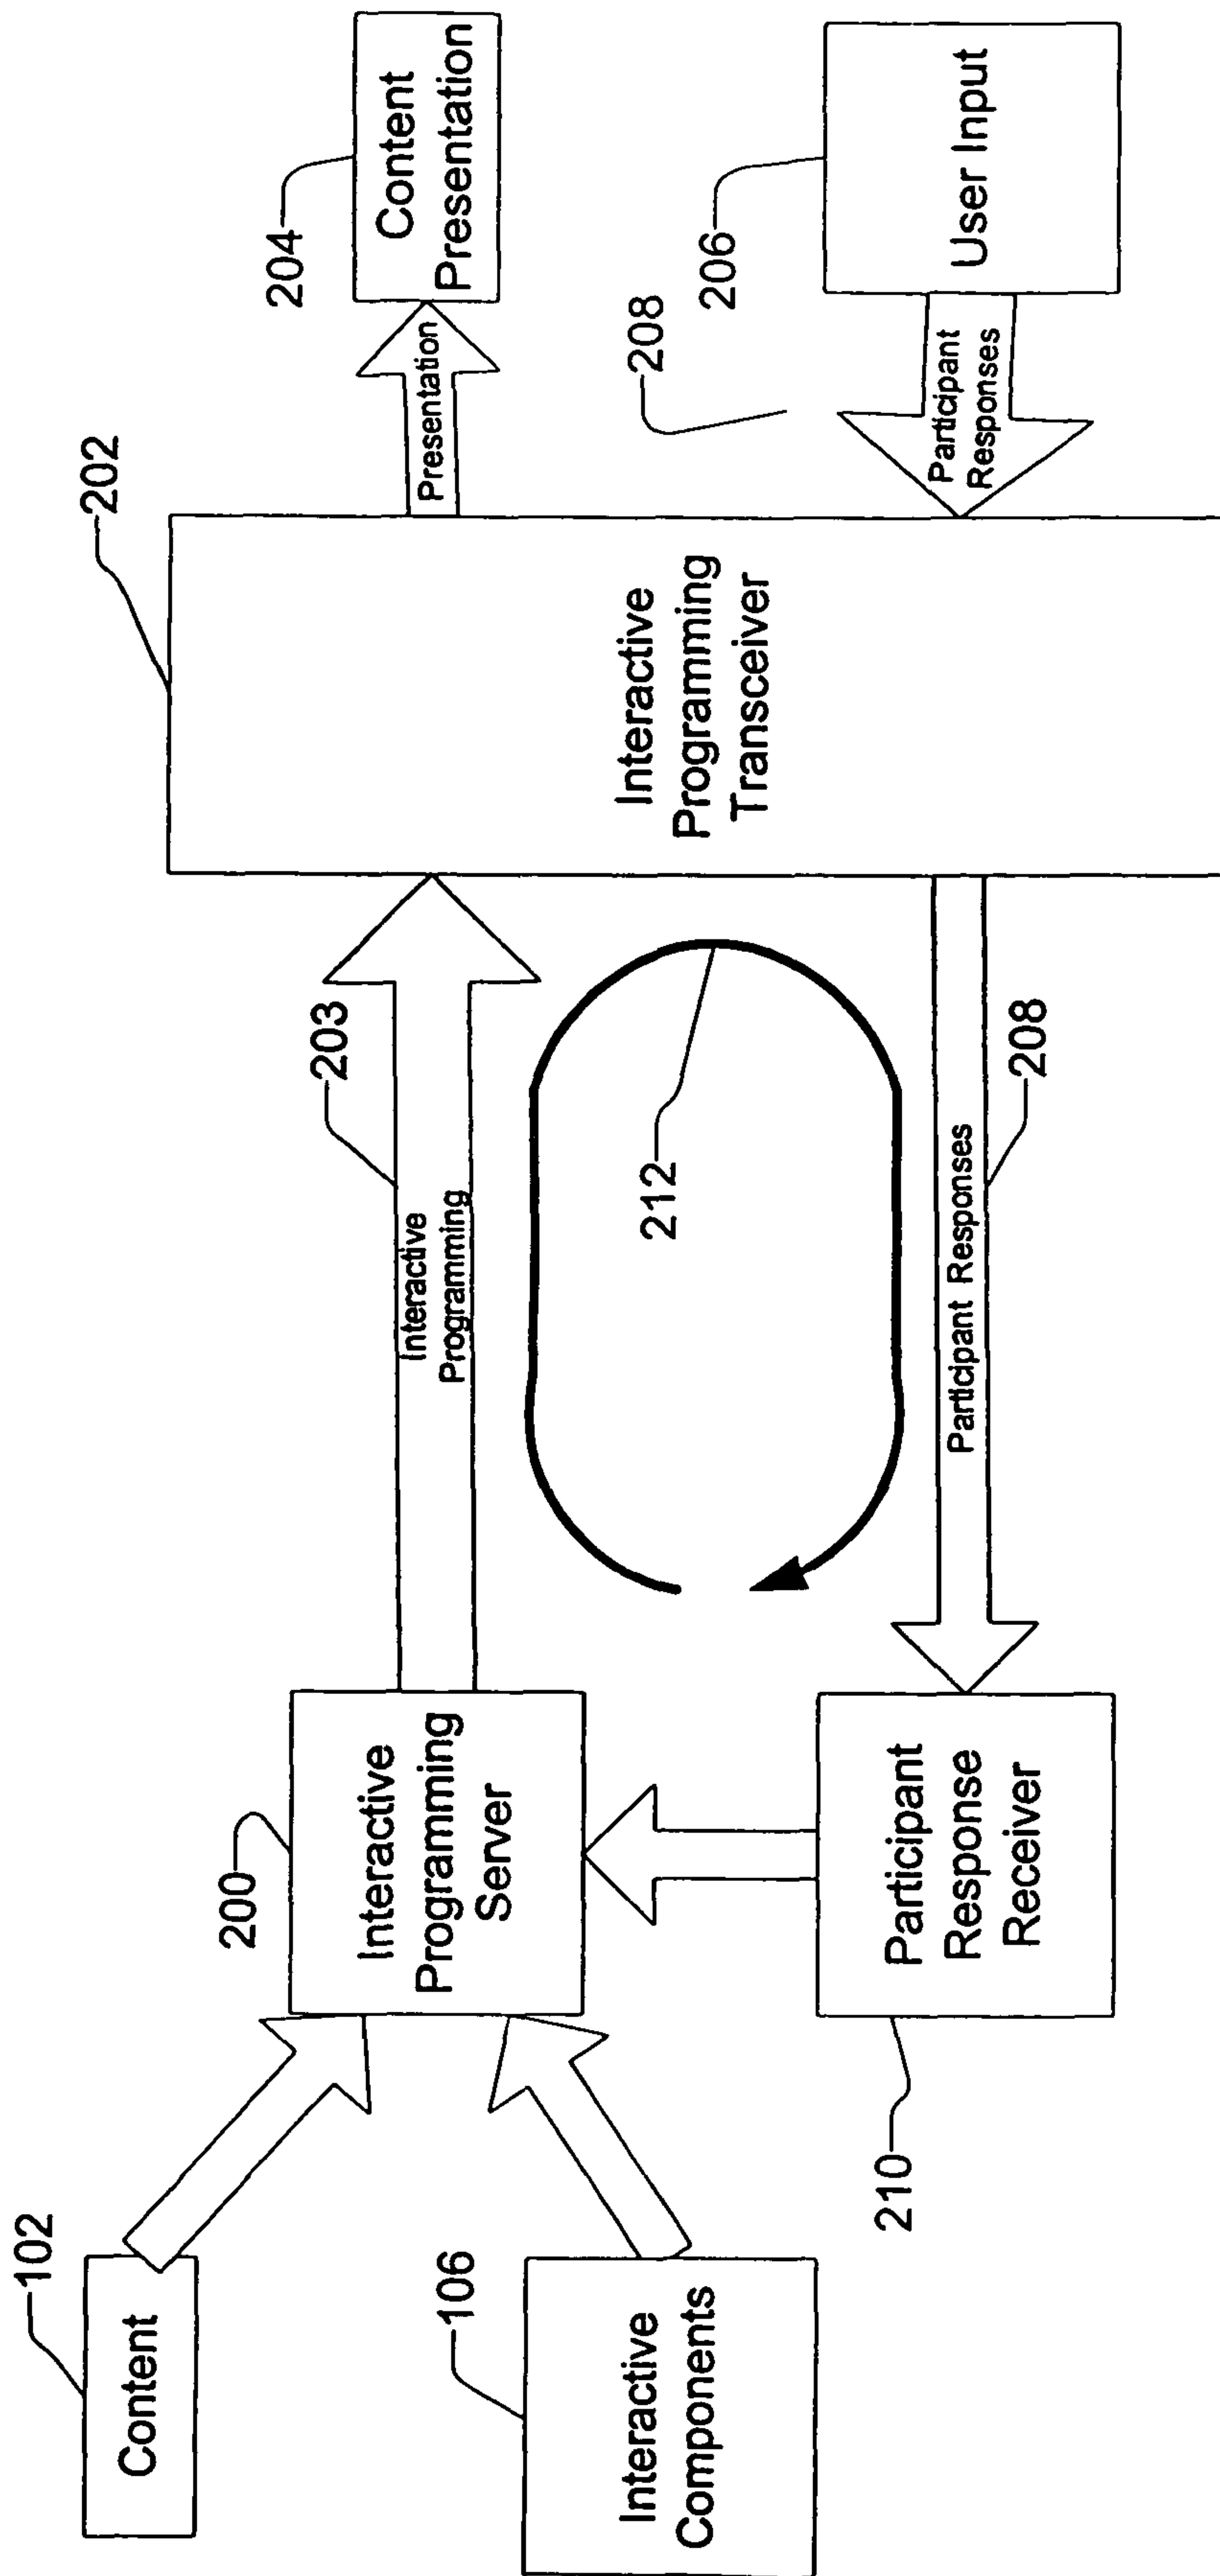 102
Content
106
Interactive
Components
200
Interactive
Programming
Server
210
Participant
Response
Receiver
203
Interactive
Programming
212
Participant Responses
208
202
Interactive
Programming
Transceiver
Presentation
204
Content
Presentation
208
Participant
Responses
206
User Input